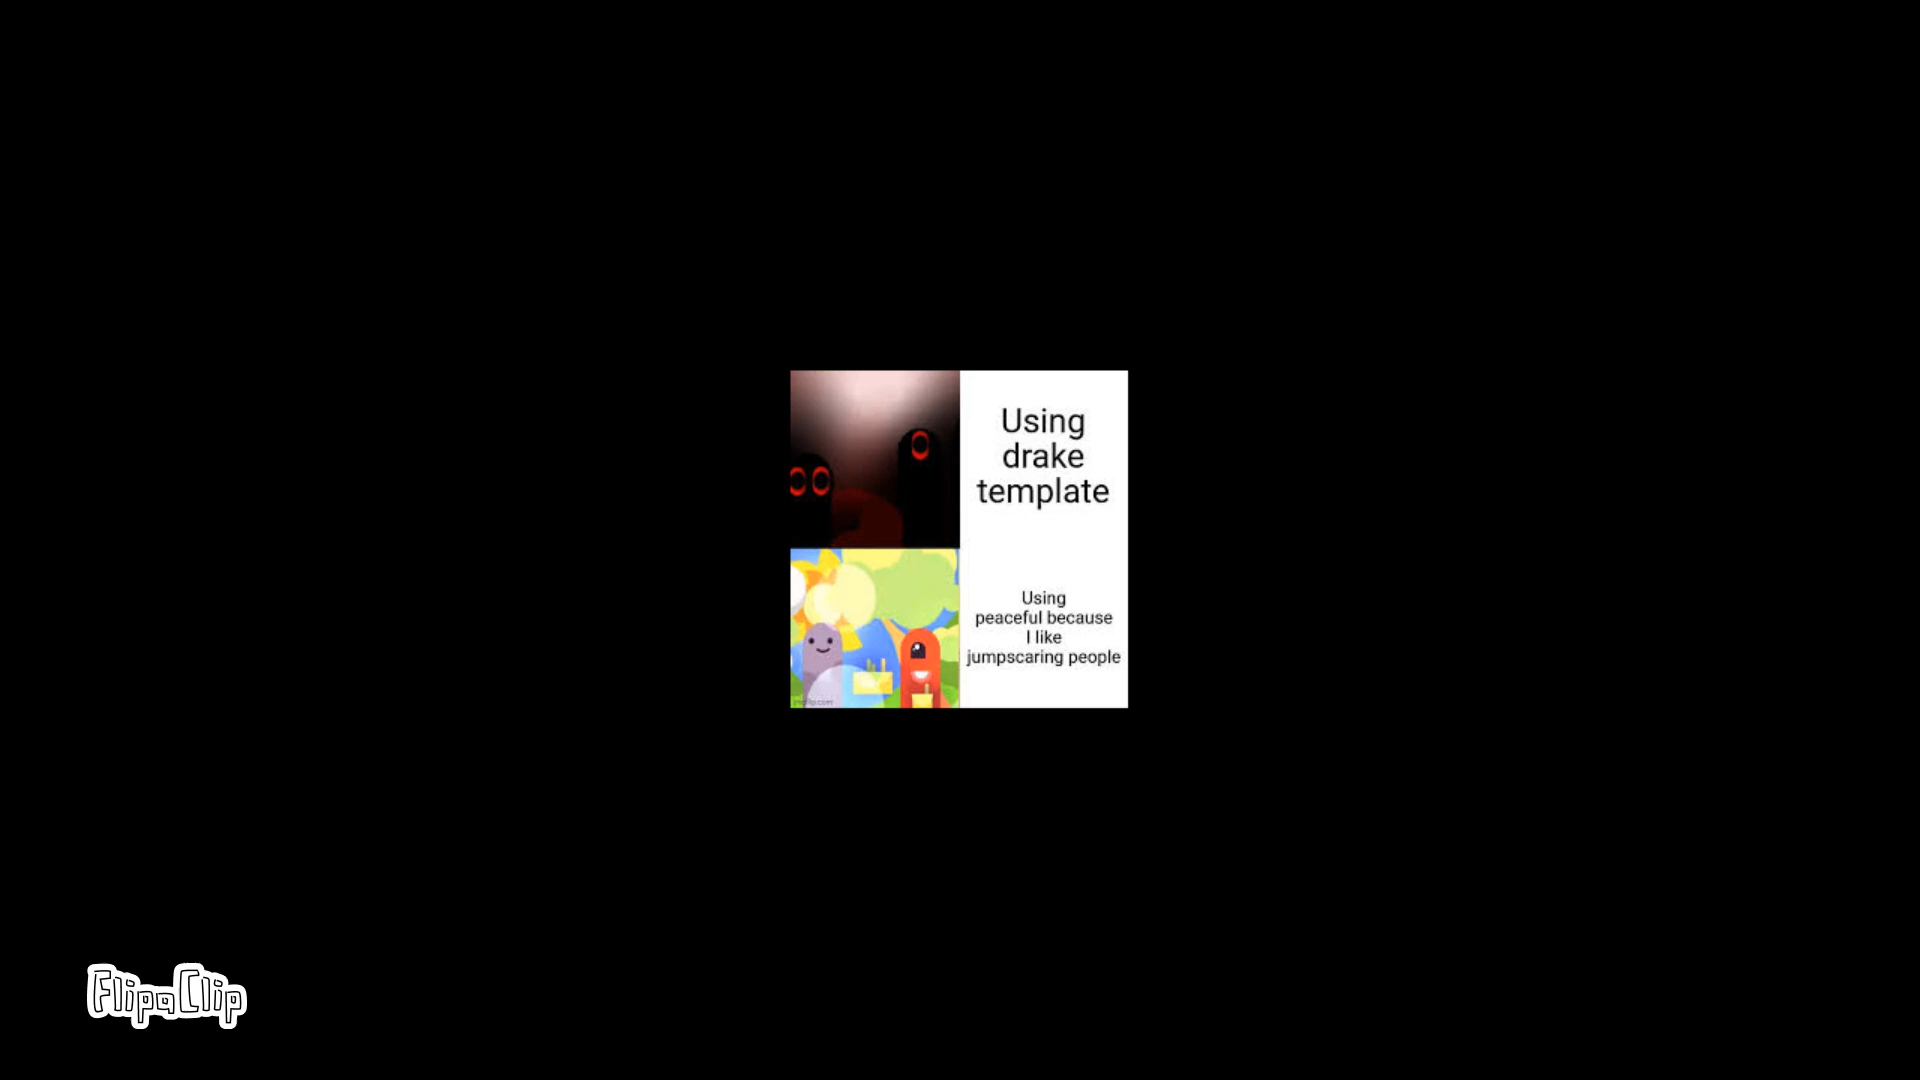 Using
drake
template
Using
peaceful because
I like
jumpscaring people
FlipaClip